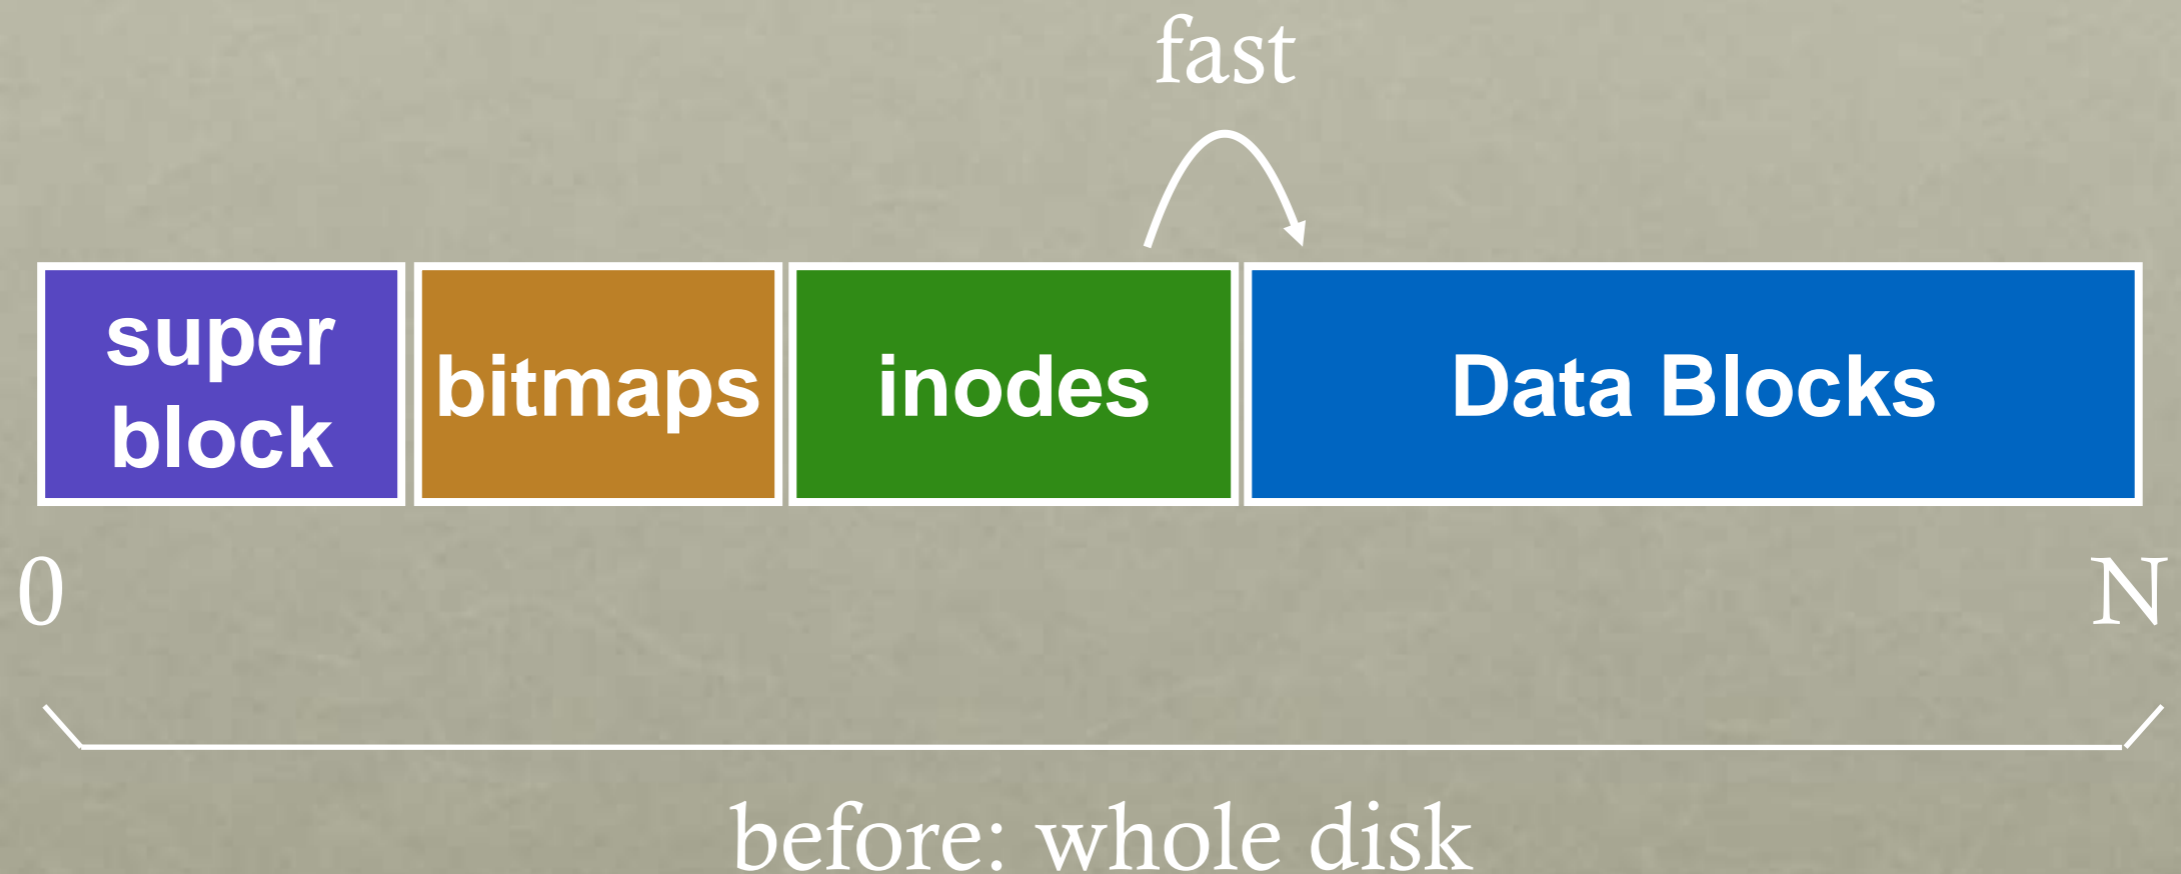 fast
super
block
bitmaps
inodes
Data Blocks
0
N
before: whole disk